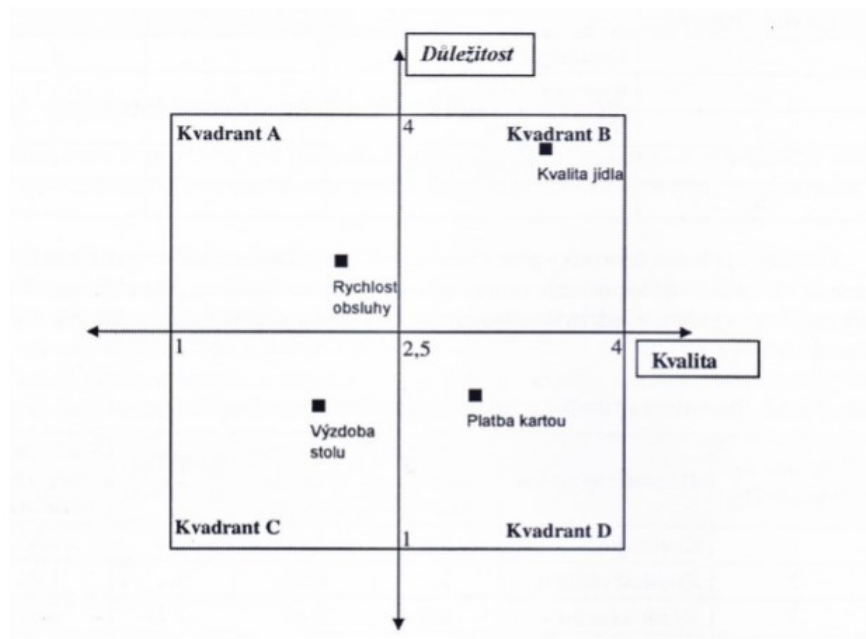 Důležitost
4
Kvadrant A
Kvadrant B
Kvalita jídla
Rychlost
obsluhy
1
2,5
4
Kvalita
Výzdoba
stolu
Platba kartou
Kvadrant C
Kvadrant D
1